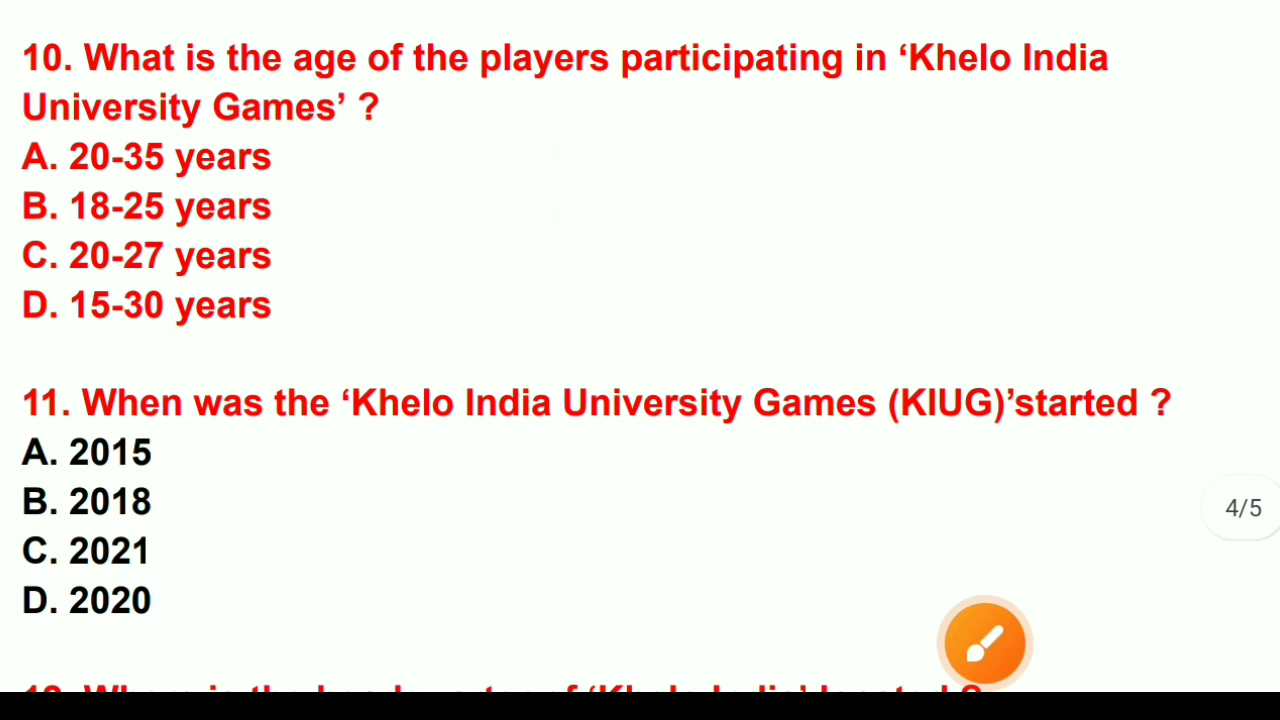 10. What is the age of the players participating in ‘Khelo India
University Games’ ?
A. 20-35 years
B. 18-25 years
C. 20-27 years
D. 15-30 years
11. When was the ‘Khelo India University Games (KIUG)’started ?
A. 2015
B. 2018
C. 2021
4/5
D. 2020